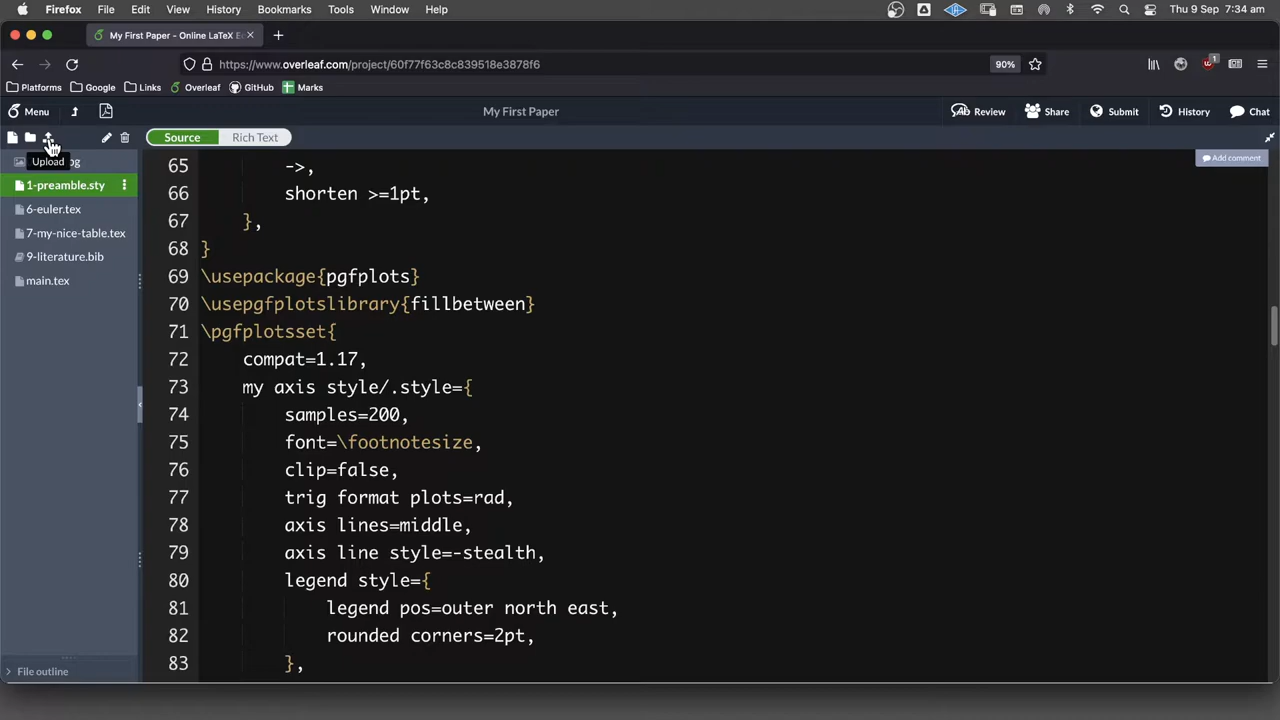 Firefox File Edit View History Bookmarks Tools Window Help Thu 9 Sep 7:34 am
My First Paper - Online LaTeX Ed
https://www.overleaf.com/project/60f77f63c8c839518e3878f6 90%
Platforms Google Links Overleaf GitHub Marks
Menu My First Paper Review Share Submit History Chat
Source Rich Text
Upload
Add comment
1-preamble.sty
6-euler.tex
7-my-nice-table.tex
9-literature.bib
main.tex
65 ->,
66 shorten >=1pt,
67 },
68 }
69 \usepackage{pgfplots}
70 \usepgfplotslibrary{fillbetween}
71 \pgfplotsset{
72 compat=1.17,
73 my axis style/.style={
74 samples=200,
75 font=\footnotesize,
76 clip=false,
77 trig format plots=rad,
78 axis lines=middle,
79 axis line style=-stealth,
80 legend style={
81 legend pos=outer north east,
82 rounded corners=2pt,
83 },
File outline